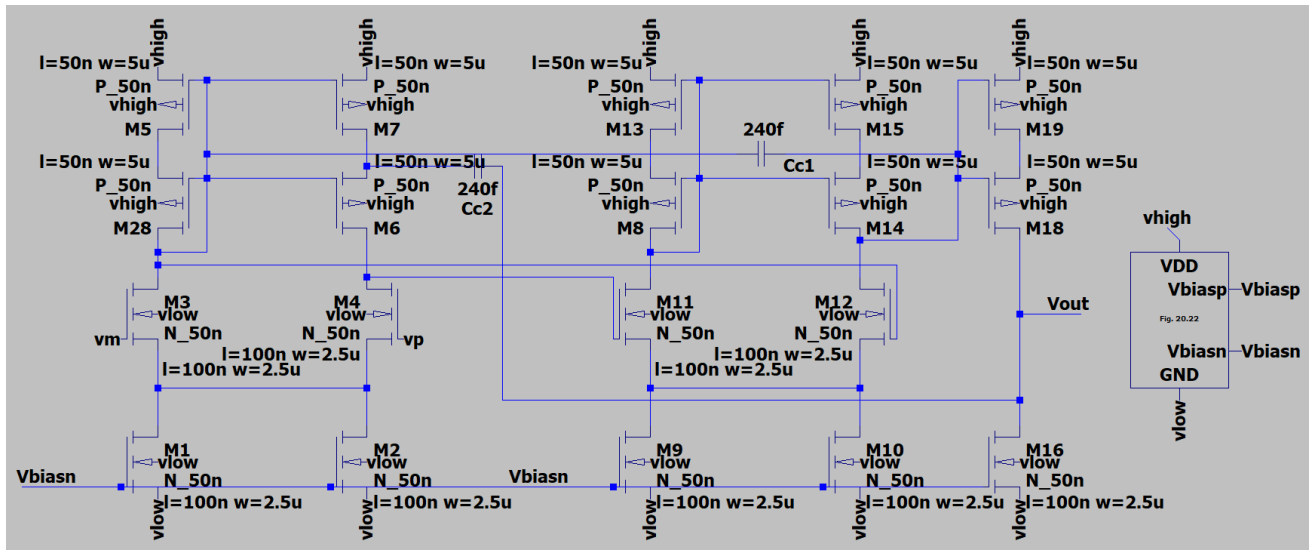 vhigh
vhigh
vhigh
vhigh
vhigh
l=50n w=5u
l=50n w=5u
l=50n w=5u
l=50n w=5u
l=50n w=5u
P_50n
P_50n
P_50n
P_50n
P_50n
vhigh
vhigh
vhigh
vhigh
vhigh
M5
M7
M13
240f
M15
M19
l=50n w=5u
l=50n w=5u
l=50n w=5u
Cc1
l=50n w=5u
l=50n w=5u
P_50n
P_50n
240f
P_50n
P_50n
P_50n
vhigh
vhigh
Cc2
vhigh
vhigh
vhigh
M28
M6
M8
M14
M18
vhigh
VDD
Vbiasp
Vbiasp
Fig. 20.22
Vbiasn
Vbiasn
GND
vlow
M3
M4
M11
M12
Vout
vlow
vlow
vlow
vlow
vm
N_50n
N_50n
vp
N_50n
N_50n
l=100n w=2.5u
l=100n w=2.5u
l=100n w=2.5u
l=100n w=2.5u
M1
M2
M9
M10
M16
vlow
vlow
vlow
vlow
vlow
Vbiasn
N_50n
N_50n
Vbiasn
N_50n
N_50n
N_50n
l=100n w=2.5u
l=100n w=2.5u
l=100n w=2.5u
l=100n w=2.5u
l=100n w=2.5u
vlow
vlow
vlow
vlow
vlow